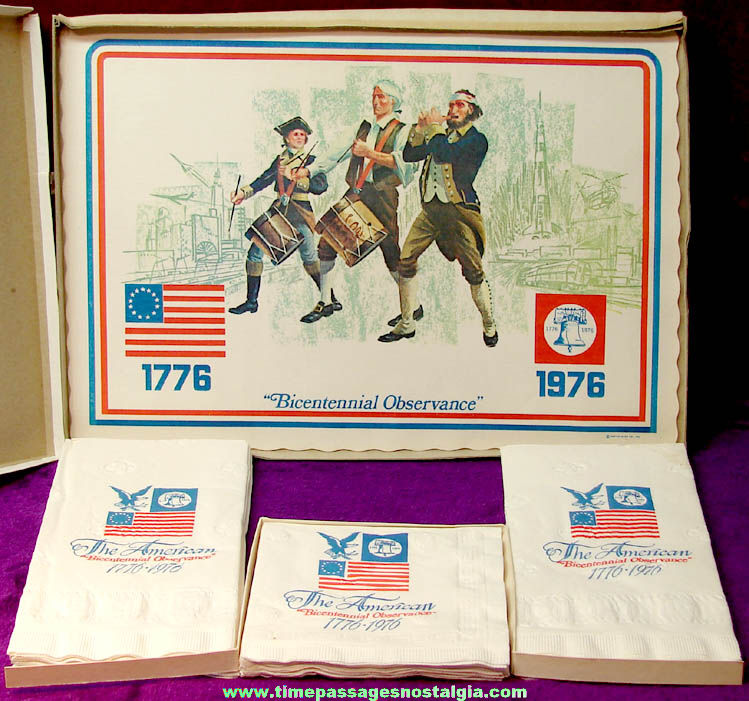 1776
1776 1976
1976
"Bicentennial Observance"
The American
"Bicentennial Observance"
1776-1976
The American
"Bicentennial Observance"
1776-1976
The American
"Bicentennial Observance"
1776-1976
www.timepassagesnostalgia.com